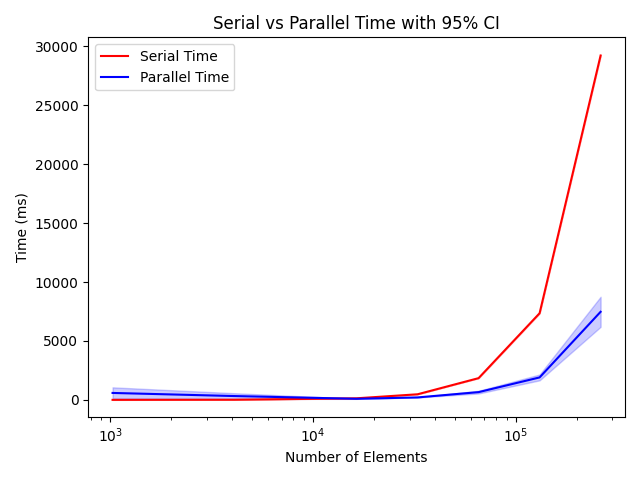 Serial vs Parallel Time with 95% CI
Serial Time
Parallel Time
Time (ms)
30000
25000
20000
15000
10000
5000
0
10³
10⁴
10⁵
Number of Elements